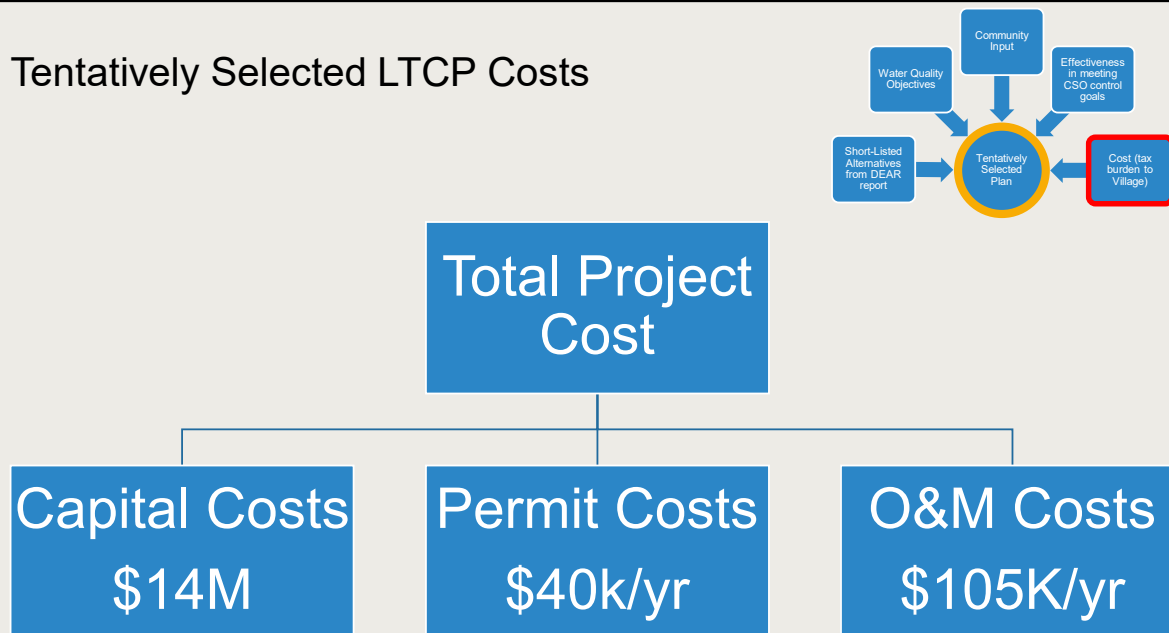 Tentatively Selected LTCP Costs
Community
Input
Water Quality
Objectives
Effectiveness
in meeting
CSO control
goals
Short-Listed
Alternatives
from DEAR
report
Tentatively
Selected
Plan
Cost (tax
burden to
Village)
Total Project
Cost
Capital Costs
$14M
Permit Costs
$40k/yr
O&M Costs
$105K/yr